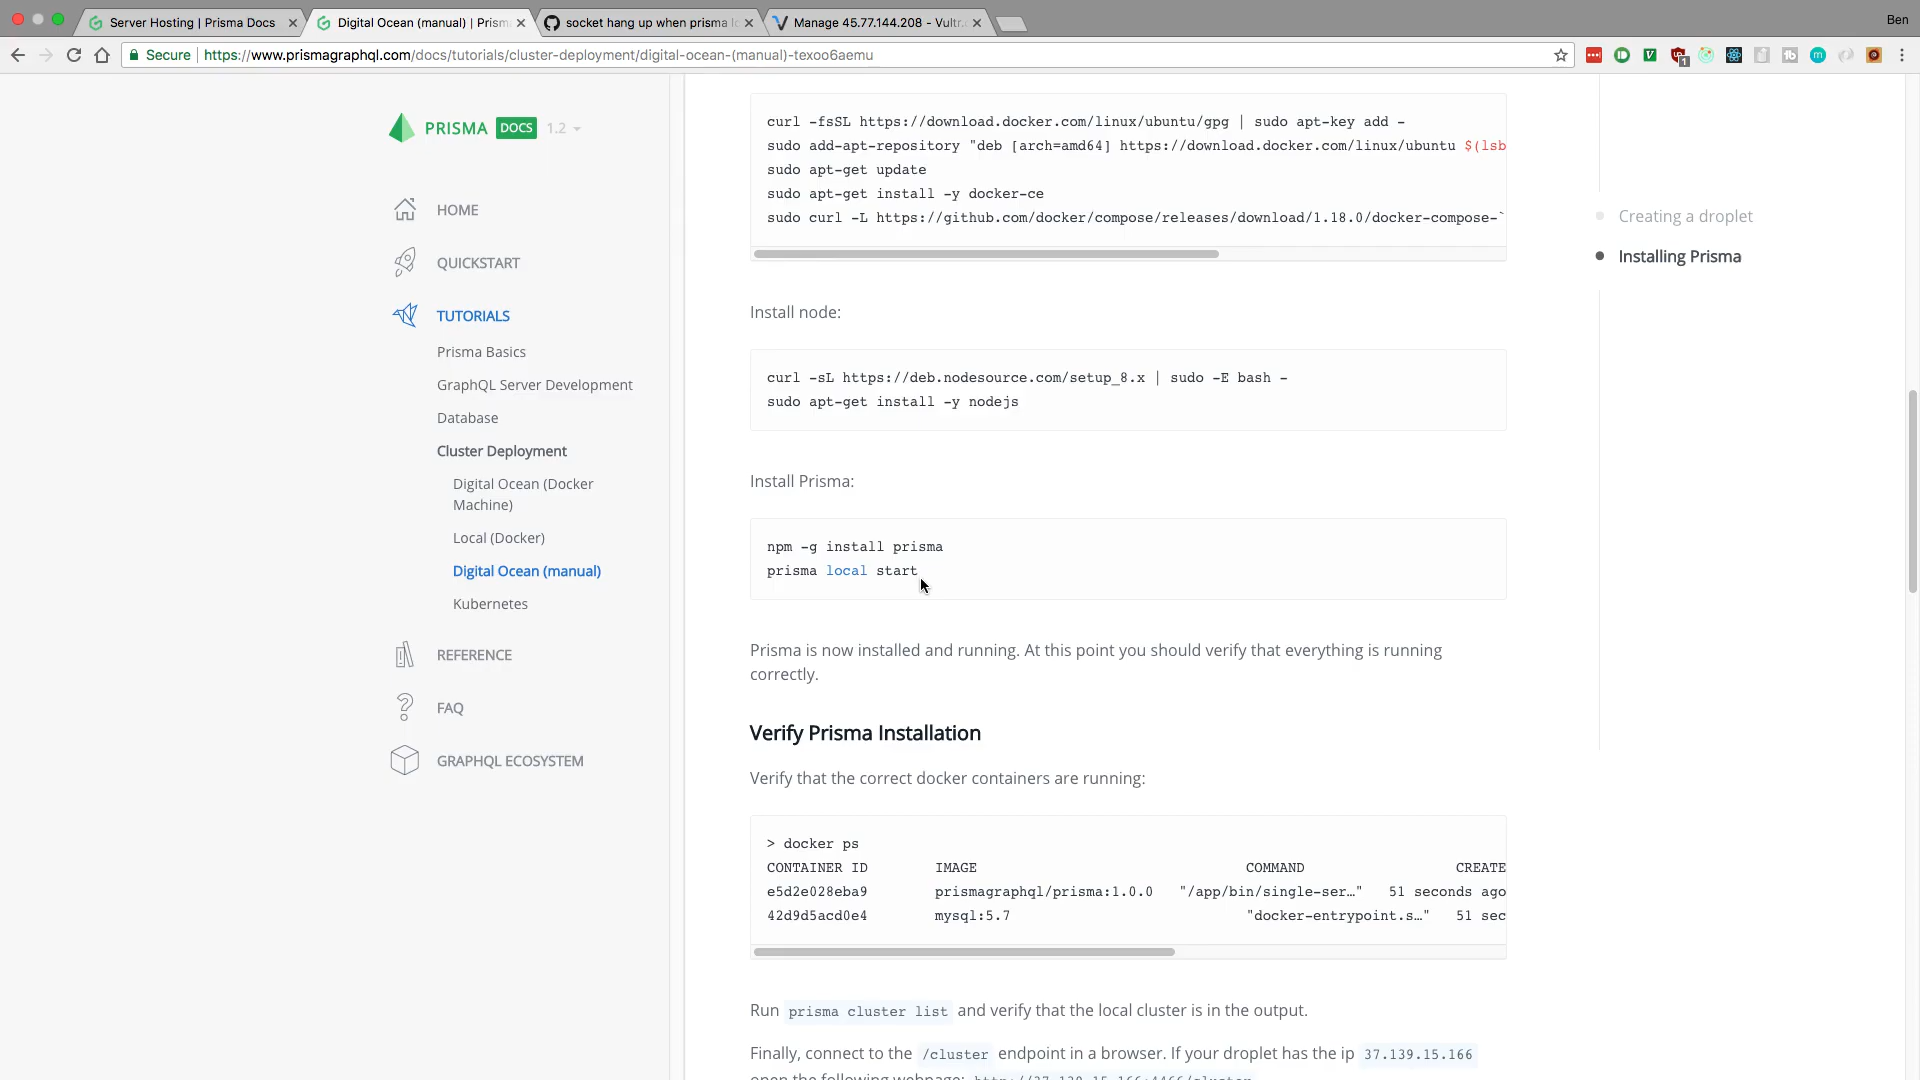 Server Hosting | Prisma Docs
Digital Ocean (manual) | Prism
socket hang up when prisma
Manage 45.77.144.208 - Vultr.
Ben
Secure
https://www.prismagraphql.com/docs/tutorials/cluster-deployment/digital-ocean-(manual)-texoo6aemu
PRISMA DOCS 1.2
HOME
QUICKSTART
TUTORIALS
Prisma Basics
GraphQL Server Development
Database
Cluster Deployment
Digital Ocean (Docker
Machine)
Local (Docker)
Digital Ocean (manual)
Kubernetes
REFERENCE
FAQ
GRAPHQL ECOSYSTEM
curl -fsSL https://download.docker.com/linux/ubuntu/gpg | sudo apt-key add -
sudo add-apt-repository "deb [arch=amd64] https://download.docker.com/linux/ubuntu $(lsb
sudo apt-get update
sudo apt-get install -y docker-ce
sudo curl -L https://github.com/docker/compose/releases/download/1.18.0/docker-compose-`
Install node:
curl -sL https://deb.nodesource.com/setup_8.x | sudo -E bash -
sudo apt-get install -y nodejs
Install Prisma:
npm -g install prisma
prisma local start
Prisma is now installed and running. At this point you should verify that everything is running
correctly.
Verify Prisma Installation
Verify that the correct docker containers are running:
> docker ps
CONTAINER ID IMAGE COMMAND CREATE
e5d2e028eba9 prismagraphql/prisma:1.0.0 "/app/bin/single-ser…" 51 seconds ago
42d9d5acd0e4 mysql:5.7 "docker-entrypoint.s…" 51 sec
Run prisma cluster list and verify that the local cluster is in the output.
Finally, connect to the /cluster endpoint in a browser. If your droplet has the ip 37.139.15.166
open the following webpage: http://37.139.15.166:4466/cluster
Creating a droplet
Installing Prisma